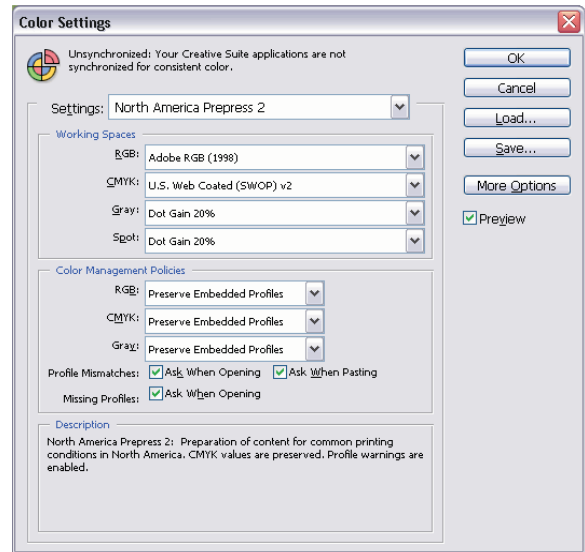 Color Settings
Unsynchronized: Your Creative Suite applications are not
synchronized for consistent color.
Settings: North America Prepress 2
Working Spaces
RGB: Adobe RGB (1998)
CMYK: U.S. Web Coated (SWOP) v2
Gray: Dot Gain 20%
Spot: Dot Gain 20%
Color Management Policies
RGB: Preserve Embedded Profiles
CMYK: Preserve Embedded Profiles
Gray: Preserve Embedded Profiles
Profile Mismatches: Ask When Opening Ask When Pasting
Missing Profiles: Ask When Opening
Description
North America Prepress 2: Preparation of content for common printing
conditions in North America. CMYK values are preserved. Profile warnings are
enabled.
OK
Cancel
Load...
Save...
More Options
Preview